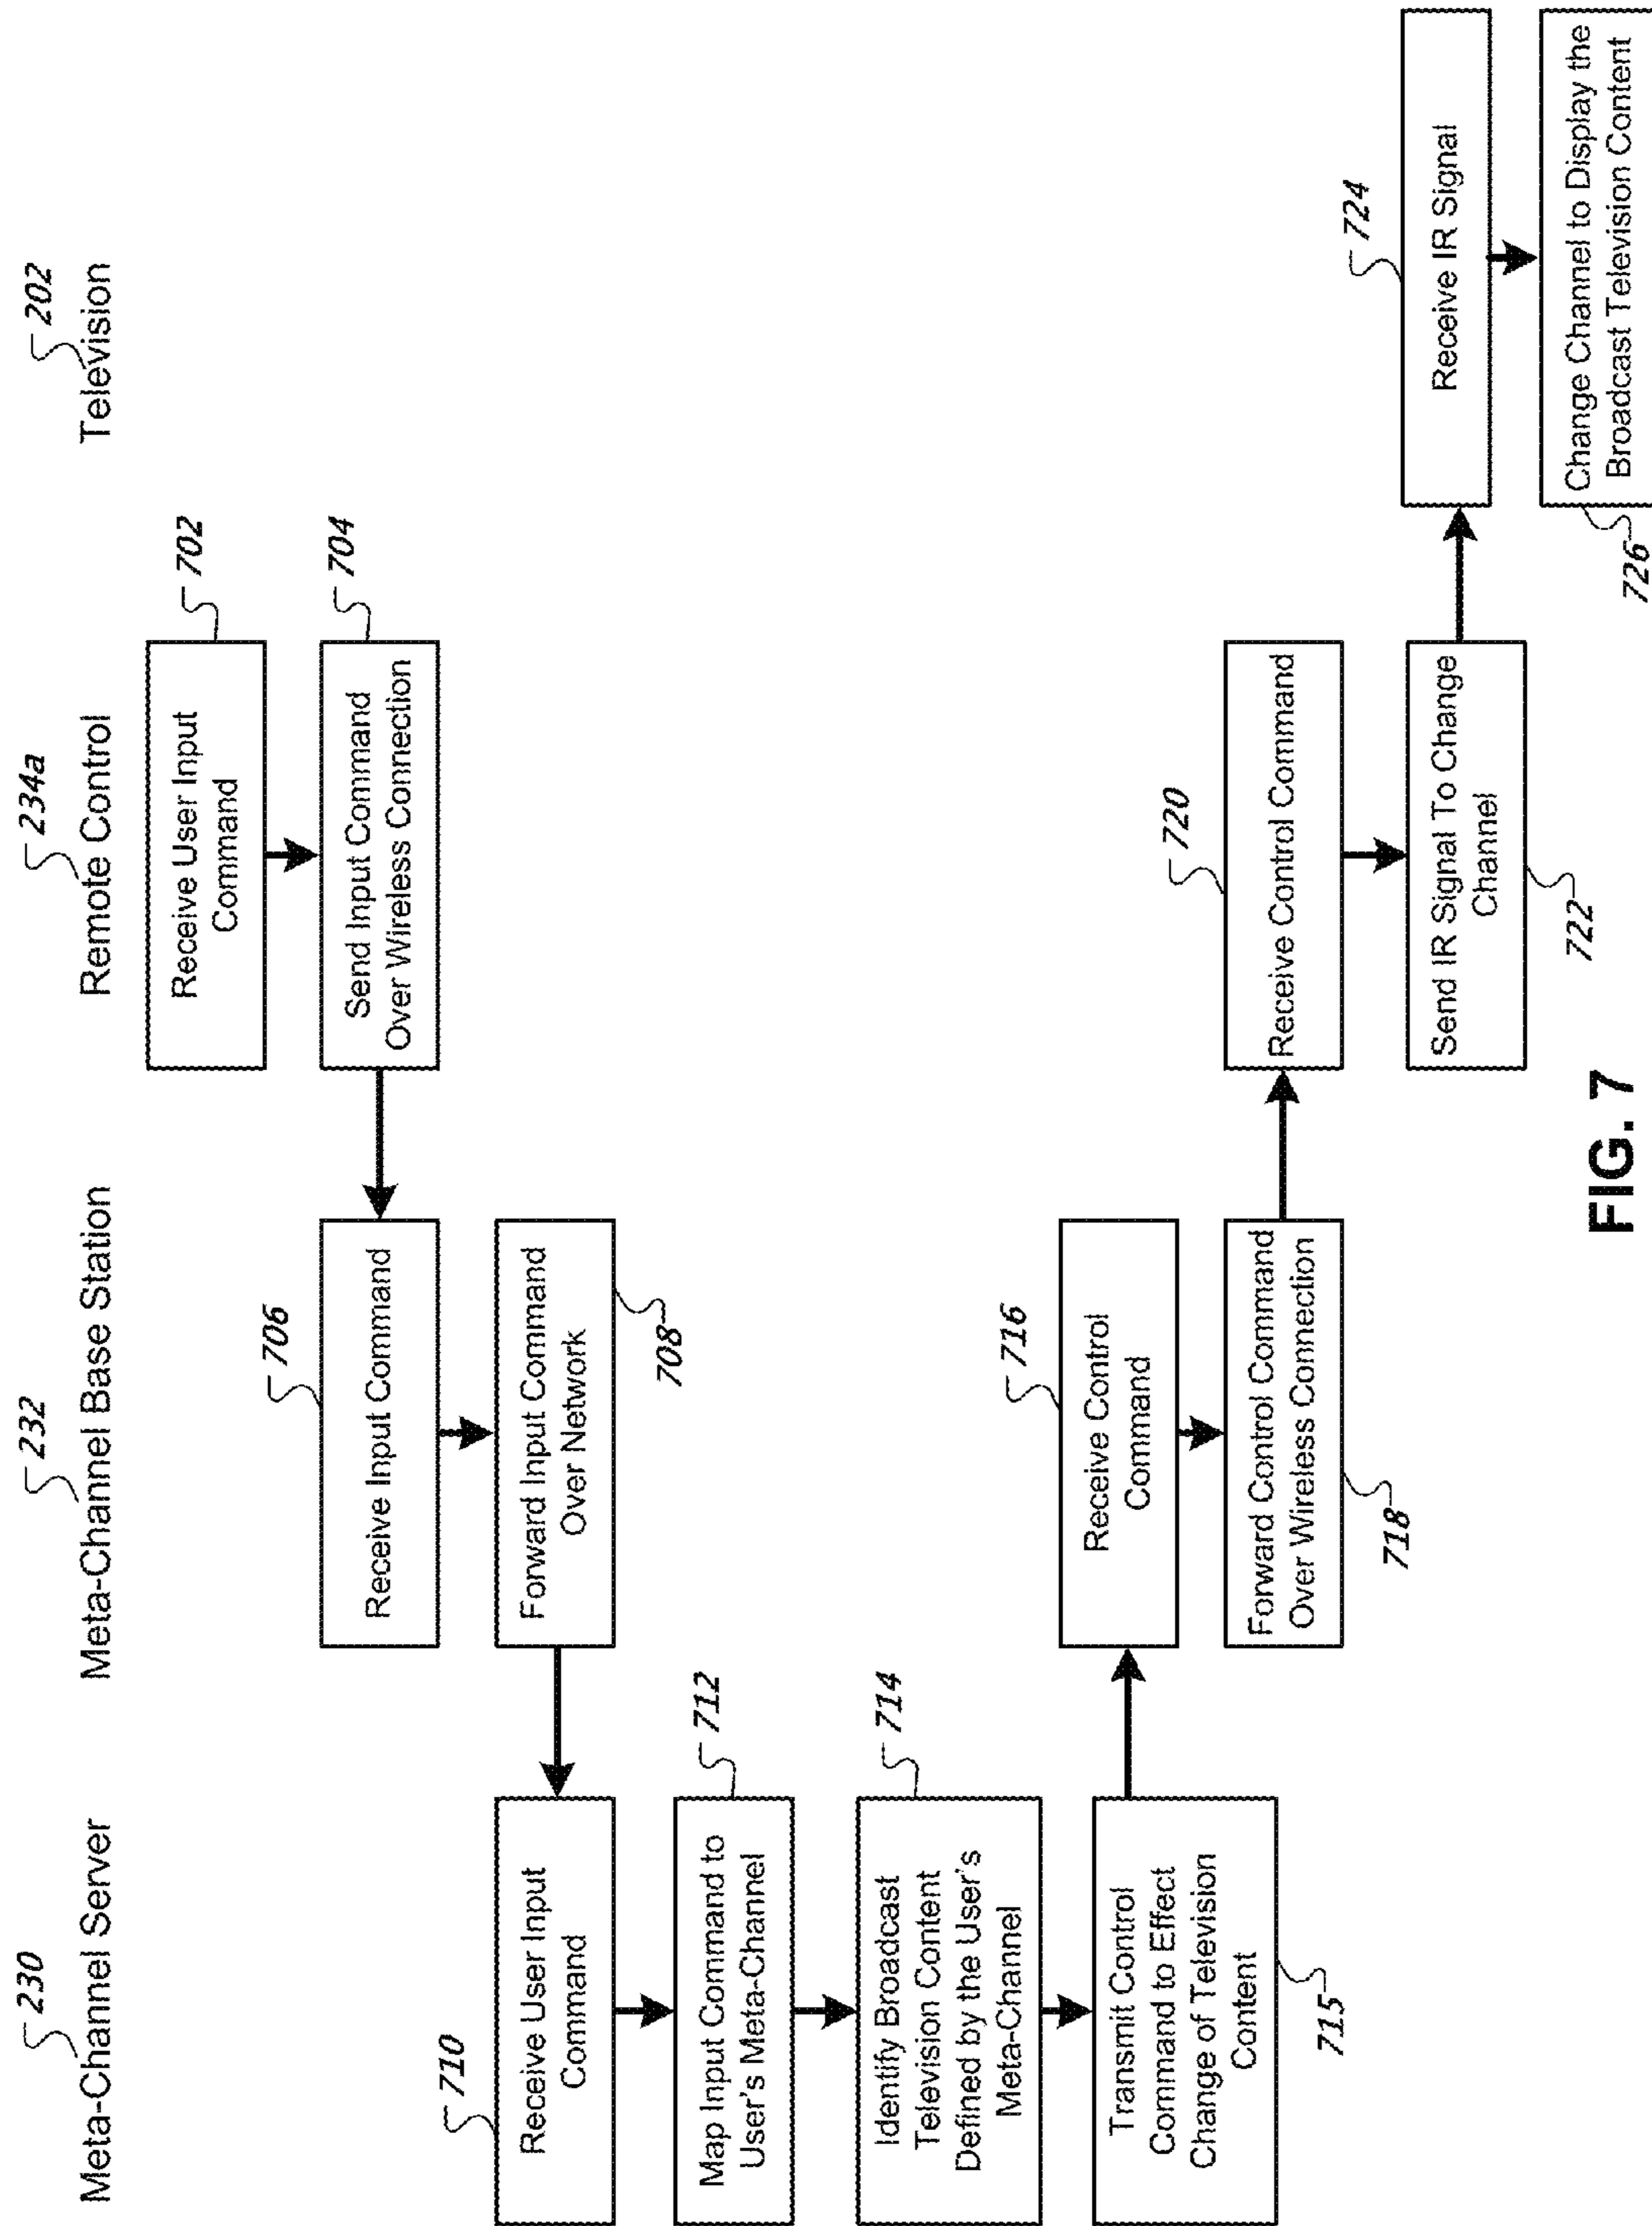 230
Meta-Channel Server
232
Meta-Channel Base Station
234a
Remote Control
202
Television
Receive User Input
Command
702
Send Input Command
Over Wireless Connection
704
706
Receive Input Command
Forward Input Command
Over Network
708
710
Receive User Input
Command
Map Input Command to
User's Meta-Channel
712
Identify Broadcast
Television Content
Defined by the User's
Meta-Channel
714
Transmit Control
Command to Effect
Change of Television
Content
715
716
Receive Control
Command
Forward Control Command
Over Wireless Connection
718
720
Receive Control Command
Send IR Signal To Change
Channel
722
724
Receive IR Signal
Change Channel to Display the
Broadcast Television Content
726
FIG. 7